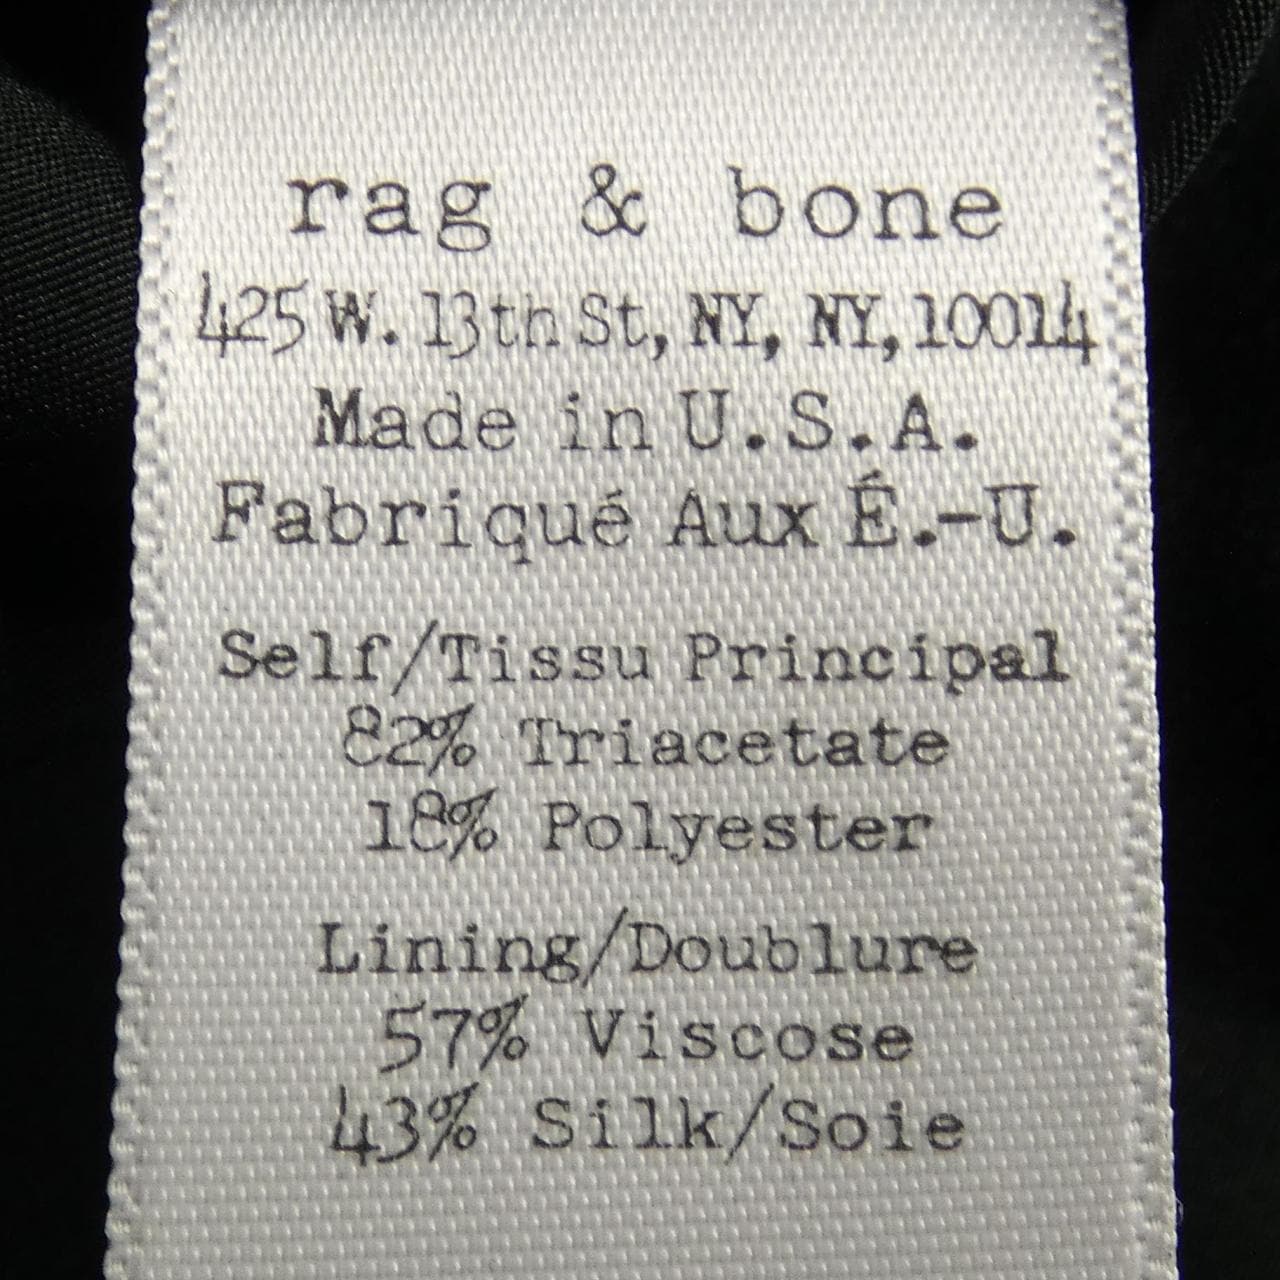 rag & bone
425 W. 13th St, NY, NY, 10014
Made in U.S.A.
Fabriqué Aux É.-U.
Self/Tissu Principal
82% Triacetate
18% Polyester
Lining/Doublure
57% Viscose
43% Silk/Soie